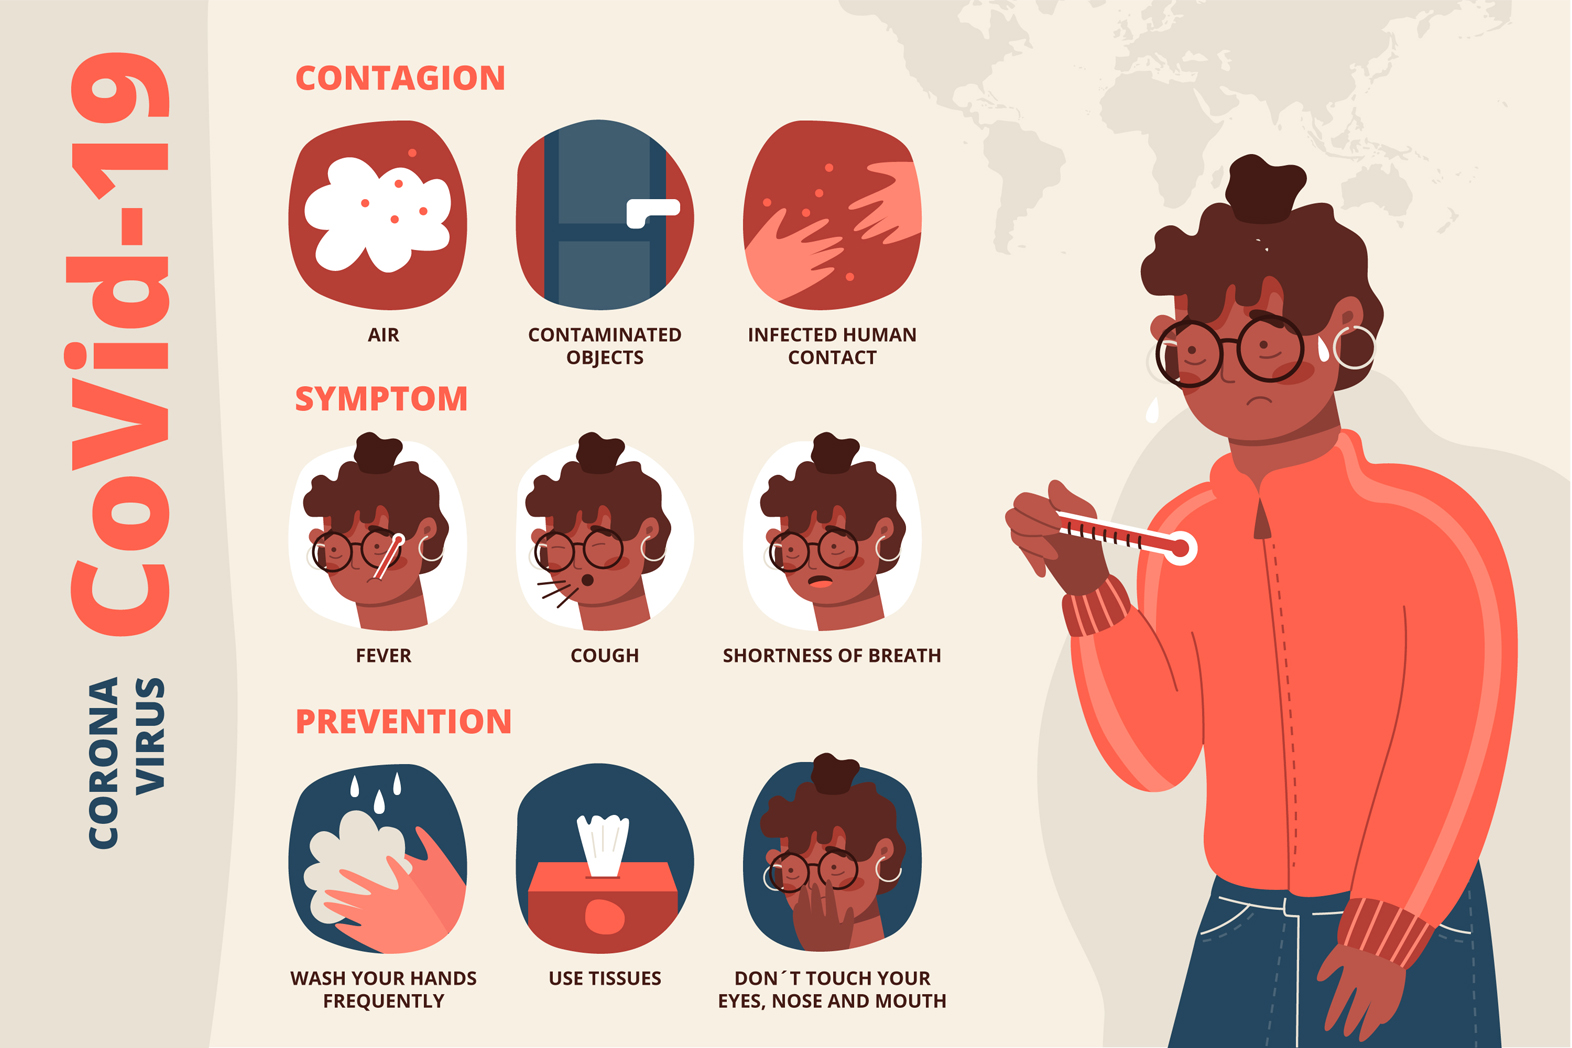 CoVid-19
CORONA
VIRUS
CONTAGION
AIR
CONTAMINATED
OBJECTS
INFECTED HUMAN
CONTACT
SYMPTOM
FEVER
COUGH
SHORTNESS OF BREATH
PREVENTION
WASH YOUR HANDS
FREQUENTLY
USE TISSUES
DON´T TOUCH YOUR
EYES, NOSE AND MOUTH